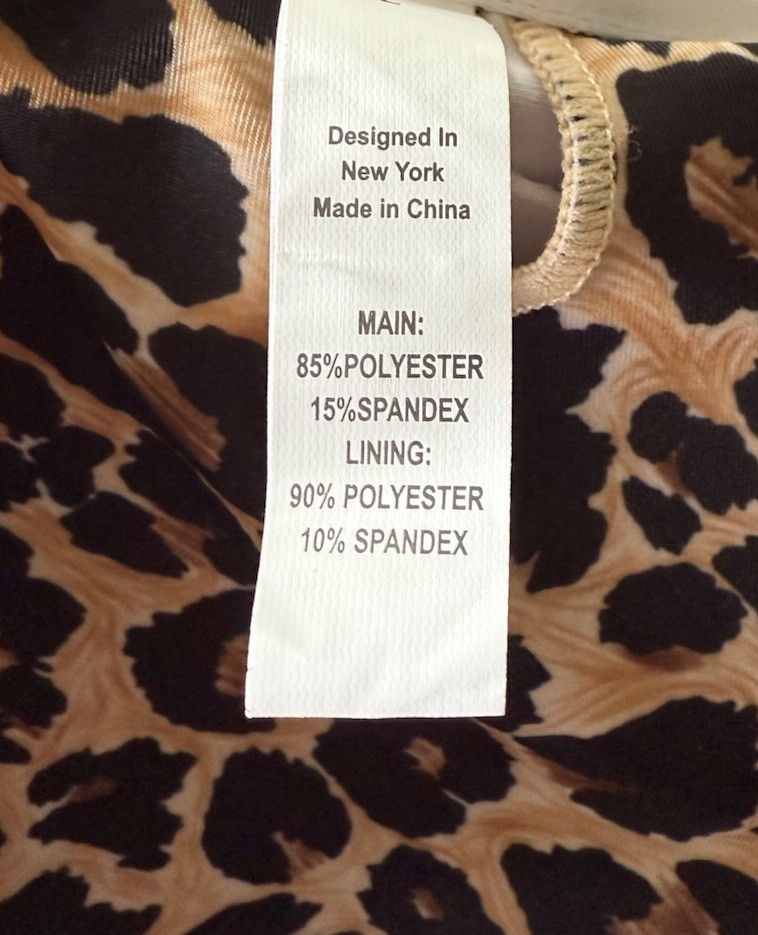 Designed In
New York
Made in China
MAIN:
85%POLYESTER
15%SPANDEX
LINING:
90% POLYESTER
10% SPANDEX